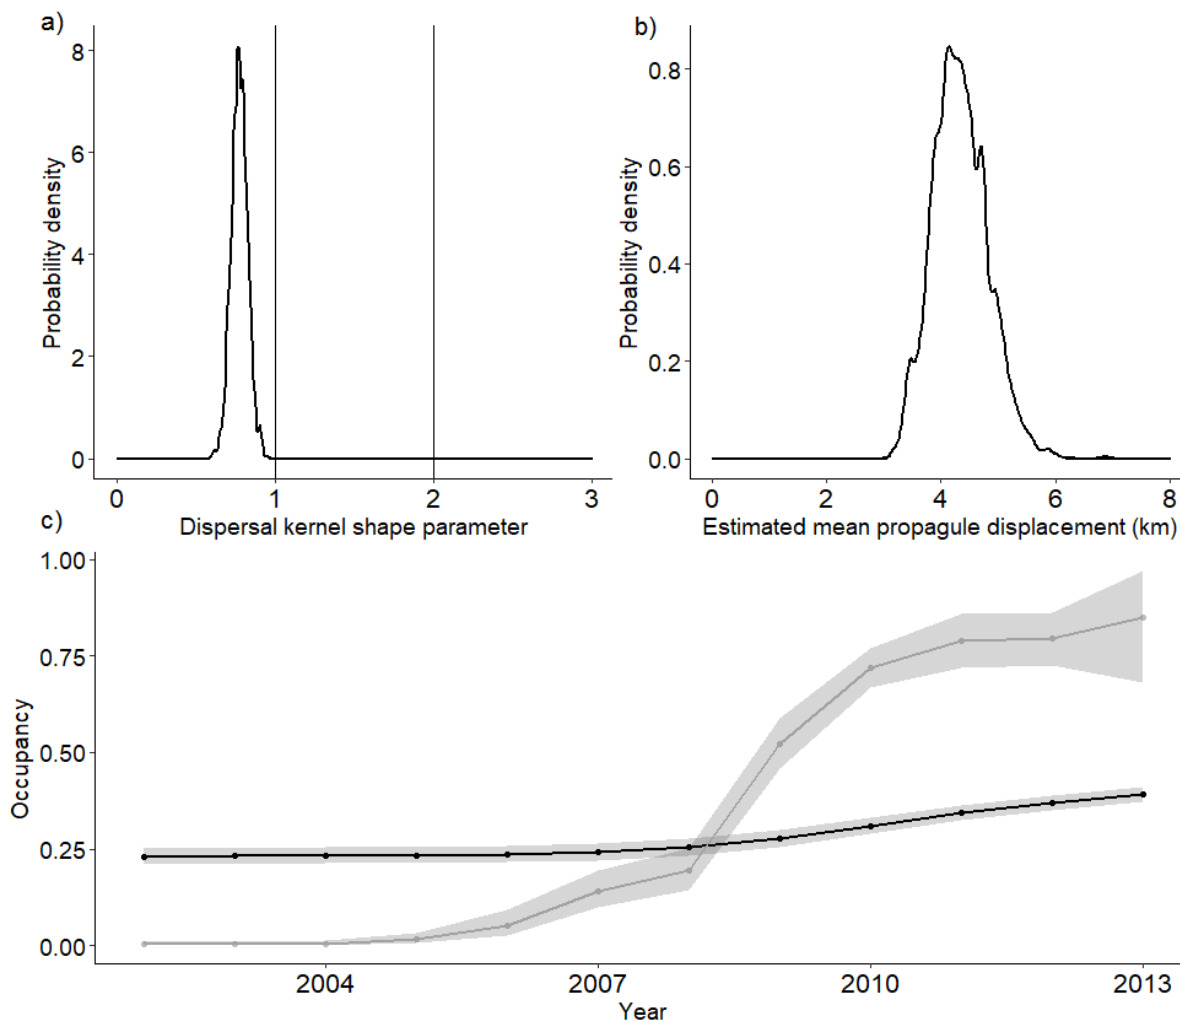 a)
Probability density
8
6
4
2
0
0 1 2 3
Dispersal kernel shape parameter
b)
Probability density
0.8
0.6
0.4
0.2
0.0
0 2 4 6 8
Estimated mean propagule displacement (km)
c)
Occupancy
1.00
0.75
0.50
0.25
0.00
2004 2007 2010 2013
Year